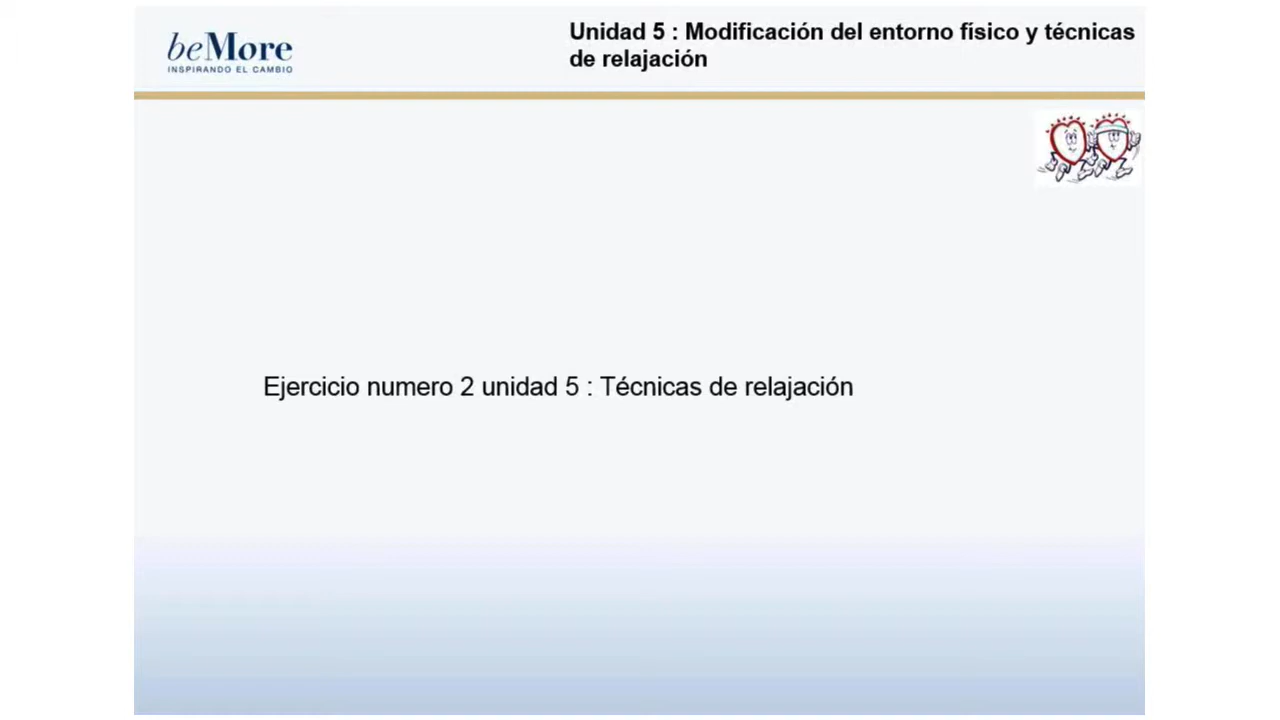 beMore
INSPIRANDO EL CAMBIO
Unidad 5 : Modificación del entorno físico y técnicas
de relajación
Ejercicio numero 2 unidad 5 : Técnicas de relajación